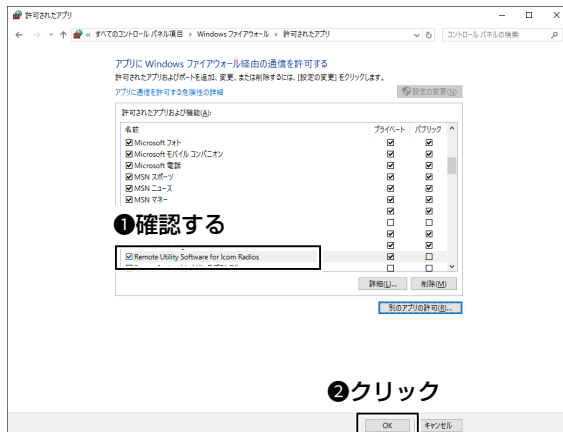 許可されたアプリ
« すべてのコントロール パネル項目 › Windows ファイアウォール › 許可されたアプリ
コントロール パネルの検索
アプリに Windows ファイアウォール経由の通信を許可する
許可されたアプリおよびポートを追加、変更、または削除するには、[設定の変更] をクリックします。
アプリに通信を許可する危険性の詳細
設定の変更(N)
許可されたアプリおよび機能(A):
名前 プライベート パブリック
Microsoft フォト
Microsoft モバイル コンパニオン
Microsoft 電話
MSN スポーツ
MSN ニュース
MSN マネー
❶確認する
Remote Utility Software for Icom Radios
詳細(L)... 削除(M)
別のアプリの許可(R)...
❷クリック
OK キャンセル